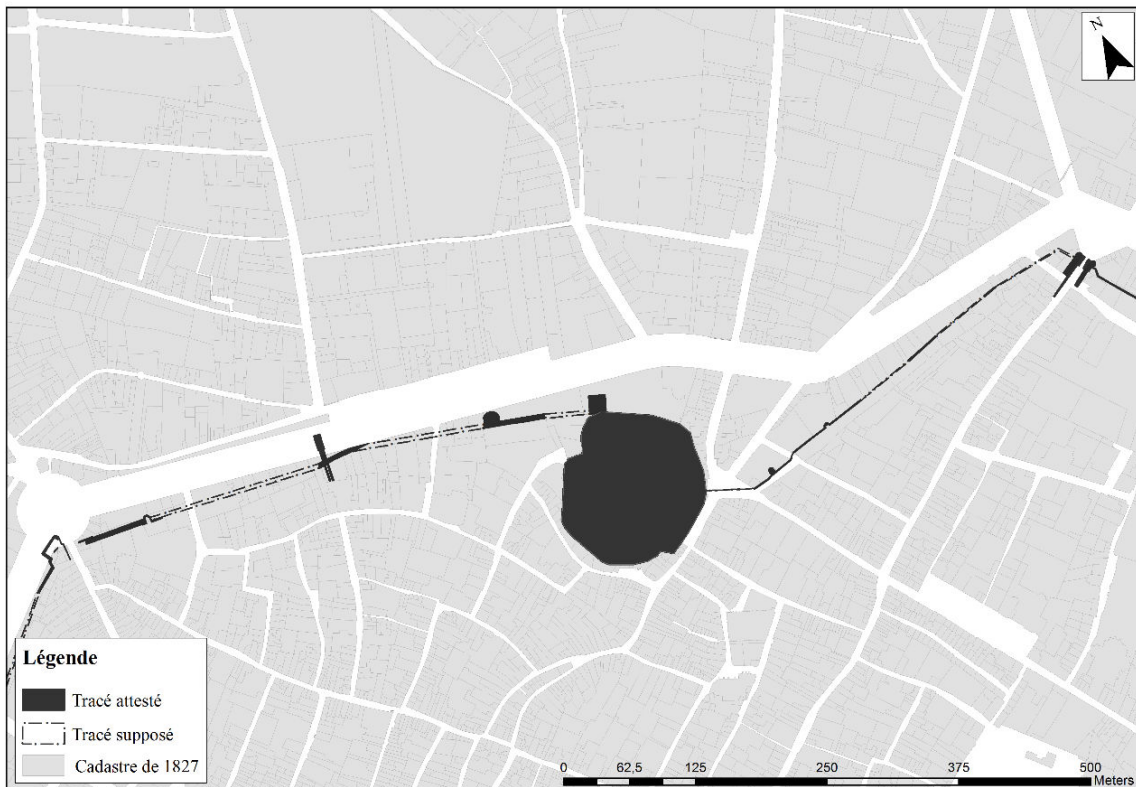 N
Légende
Tracé attesté
Tracé supposé
Cadastre de 1827
0 62,5 125 250 375 500
Meters